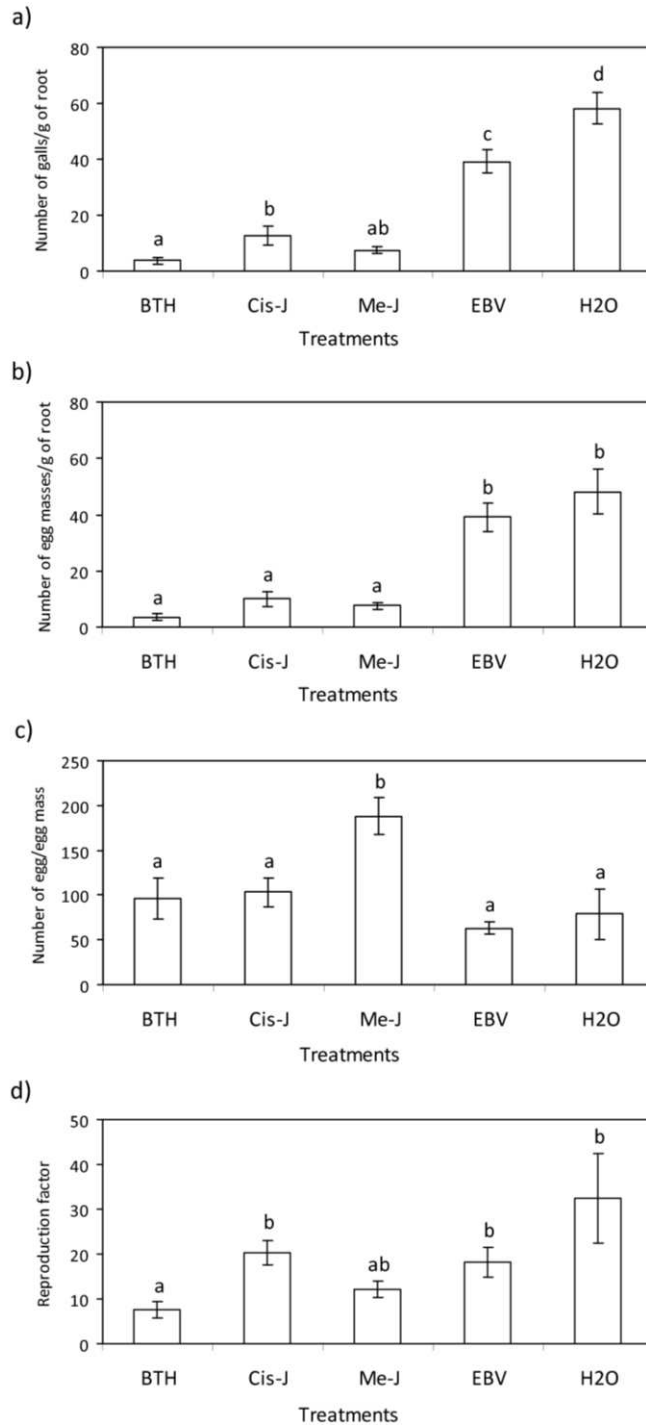 a)
Number of galls/g of root
80
60
40
20
0
a
b
ab
c
d
BTH Cis-J Me-J EBV H2O
Treatments
b)
Number of egg masses/g of root
80
60
40
20
0
a
a
a
b
b
BTH Cis-J Me-J EBV H2O
Treatments
c)
Number of egg/egg mass
250
200
150
100
50
0
a
a
b
a
a
BTH Cis-J Me-J EBV H2O
Treatments
d)
Reproduction factor
50
40
30
20
10
0
a
b
ab
b
b
BTH Cis-J Me-J EBV H2O
Treatments